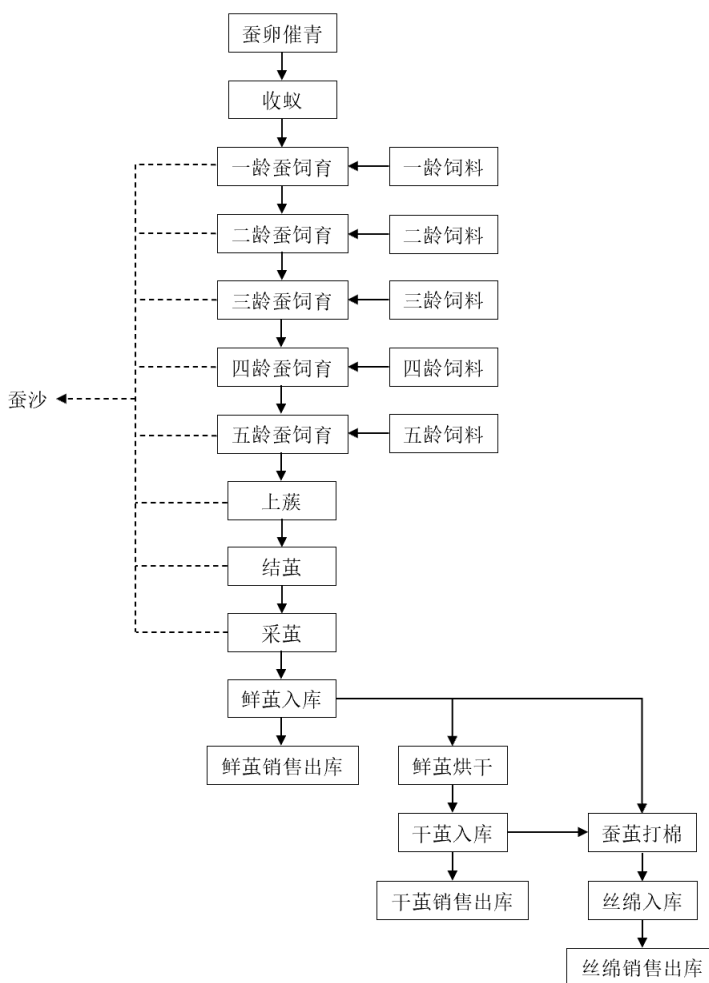 蚕卵催青
收蚁
一龄蚕饲育
一龄饲料
二龄蚕饲育
二龄饲料
三龄蚕饲育
三龄饲料
四龄蚕饲育
四龄饲料
蚕沙
五龄蚕饲育
五龄饲料
上蔟
结茧
采茧
鲜茧入库
鲜茧销售出库
鲜茧烘干
干茧入库
蚕茧打棉
干茧销售出库
丝绵入库
丝绵销售出库